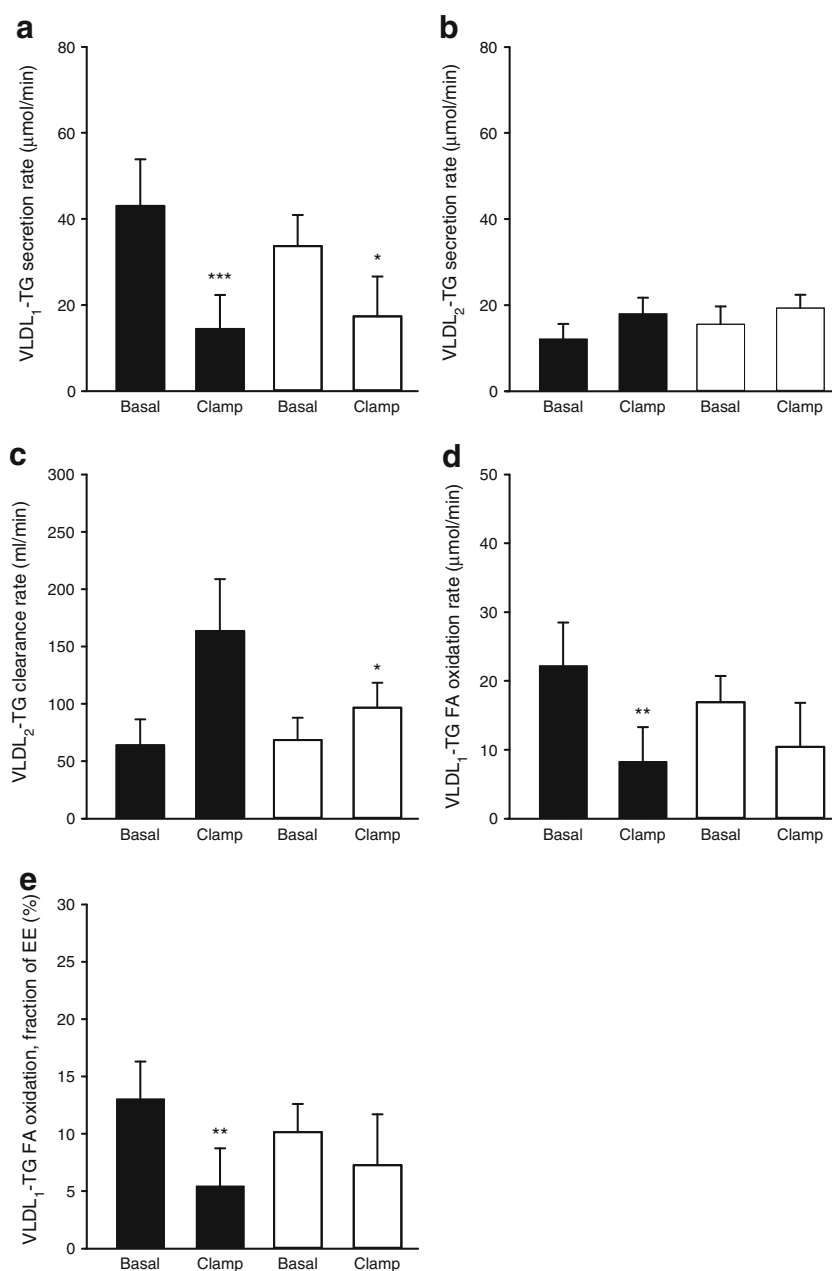 a
VLDL₁-TG secretion rate (µmol/min)
80
60
40
20
0
***
*
Basal Clamp Basal Clamp
b
VLDL₂-TG secretion rate (µmol/min)
80
60
40
20
0
Basal Clamp Basal Clamp
c
VLDL₂-TG clearance rate (ml/min)
300
250
200
150
100
50
0
*
Basal Clamp Basal Clamp
d
VLDL₁-TG FA oxidation rate (µmol/min)
50
40
30
20
10
0
**
Basal Clamp Basal Clamp
e
VLDL₁-TG FA oxidation, fraction of EE (%)
30
25
20
15
10
5
0
**
Basal Clamp Basal Clamp